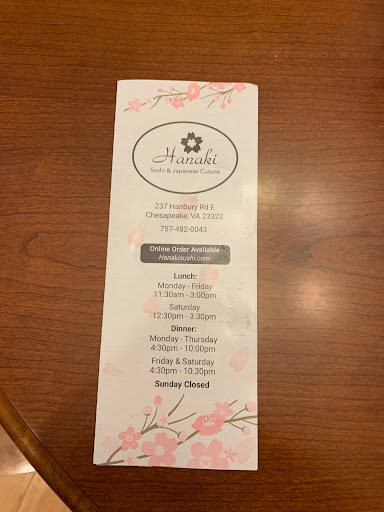 Hanaki
Sushi & Japanese Cuisine
237 Hanbury Rd E
Chesapeake, VA 23322
757-482-0043
Online Order Available
Hanakisushi.com
Lunch:
Monday - Friday
11:30am - 3:00pm
Saturday
12:30pm - 3:30pm
Dinner:
Monday - Thursday
4:30pm - 10:00pm
Friday & Saturday
4:30pm - 10:30pm
Sunday Closed